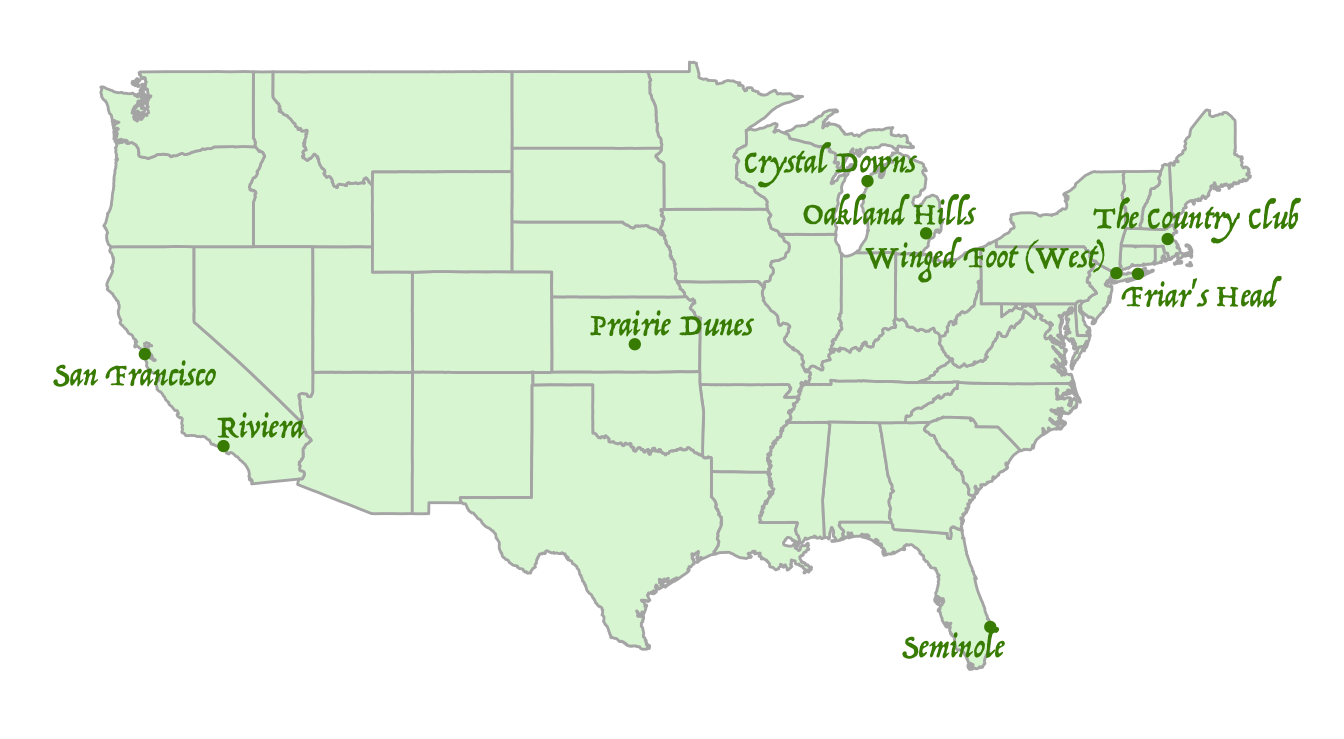 Crystal Downs
Oakland Hills
The Country Club
Winged Foot (West)
Friar's Head
Prairie Dunes
San Francisco
Riviera
Seminole